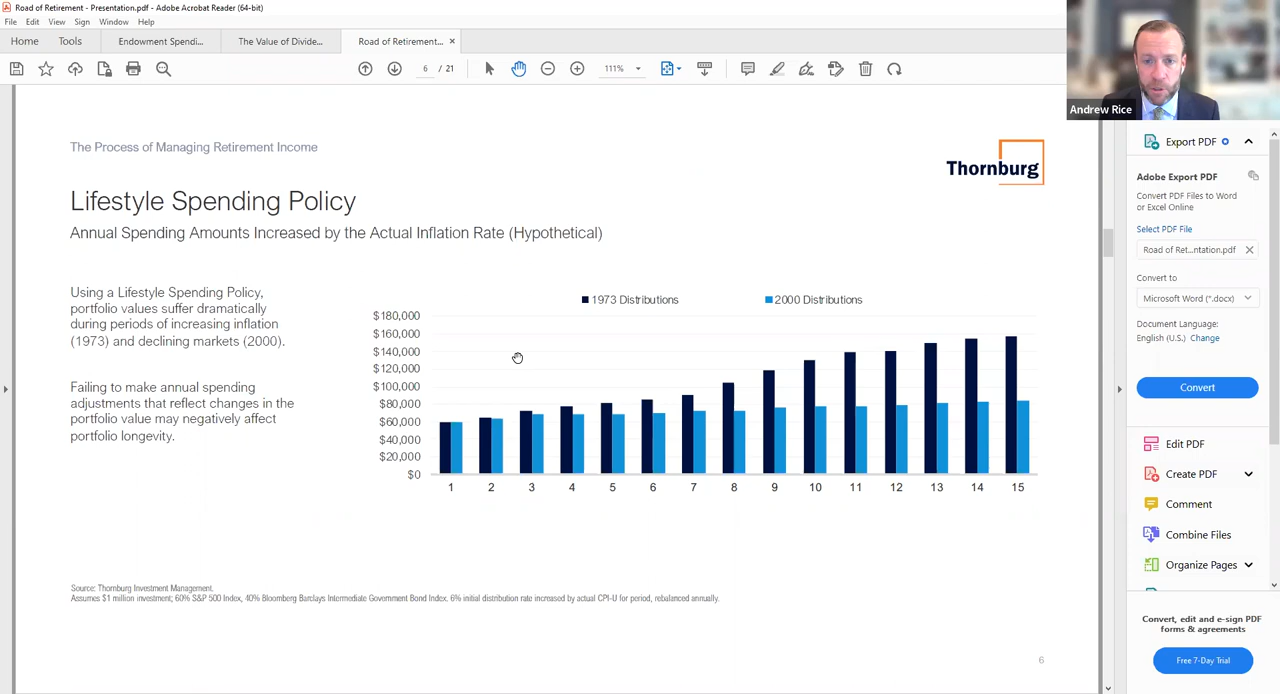 Road of Retirement - Presentation.pdf - Adobe Acrobat Reader (64-bit)
File Edit View Sign Window Help
Home Tools Endowment Spendi... The Value of Divide... Road of Retirement... ×
6 / 21 111%
Andrew Rice
The Process of Managing Retirement Income
Thornburg
Lifestyle Spending Policy
Annual Spending Amounts Increased by the Actual Inflation Rate (Hypothetical)
Using a Lifestyle Spending Policy,
portfolio values suffer dramatically
during periods of increasing inflation
(1973) and declining markets (2000).
Failing to make annual spending
adjustments that reflect changes in the
portfolio value may negatively affect
portfolio longevity.
1973 Distributions 2000 Distributions
$180,000
$160,000
$140,000
$120,000
$100,000
$80,000
$60,000
$40,000
$20,000
$0
1 2 3 4 5 6 7 8 9 10 11 12 13 14 15
Source: Thornburg Investment Management,
Assumes $1 million investment; 60% S&P 500 Index, 40% Bloomberg Barclays Intermediate Government Bond Index. 6% initial distribution rate increased by actual CPI-U for period, rebalanced annually.
6
Export PDF
Adobe Export PDF
Convert PDF Files to Word
or Excel Online
Select PDF File
Road of Ret...ntation.pdf
Convert to
Microsoft Word (*.docx)
Document Language:
English (U.S.) Change
Convert
Edit PDF
Create PDF
Comment
Combine Files
Organize Pages
Convert, edit and e-sign PDF
forms & agreements
Free 7-Day Trial